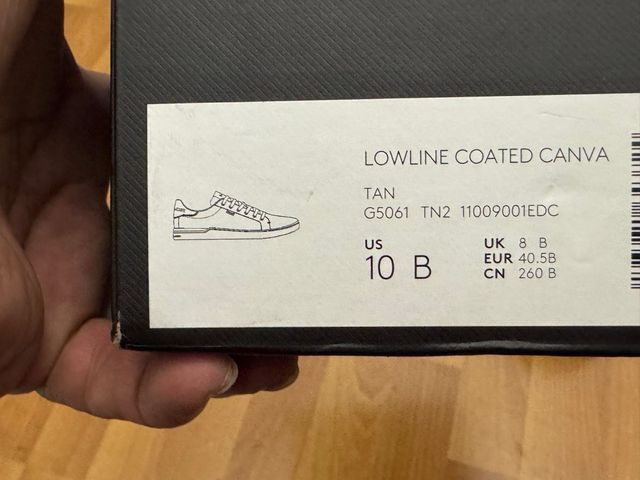 LOWLINE COATED CANVA
TAN
G5061 TN2 11009001EDC
US
10 B
UK 8 B
EUR 40.5B
CN 260 B